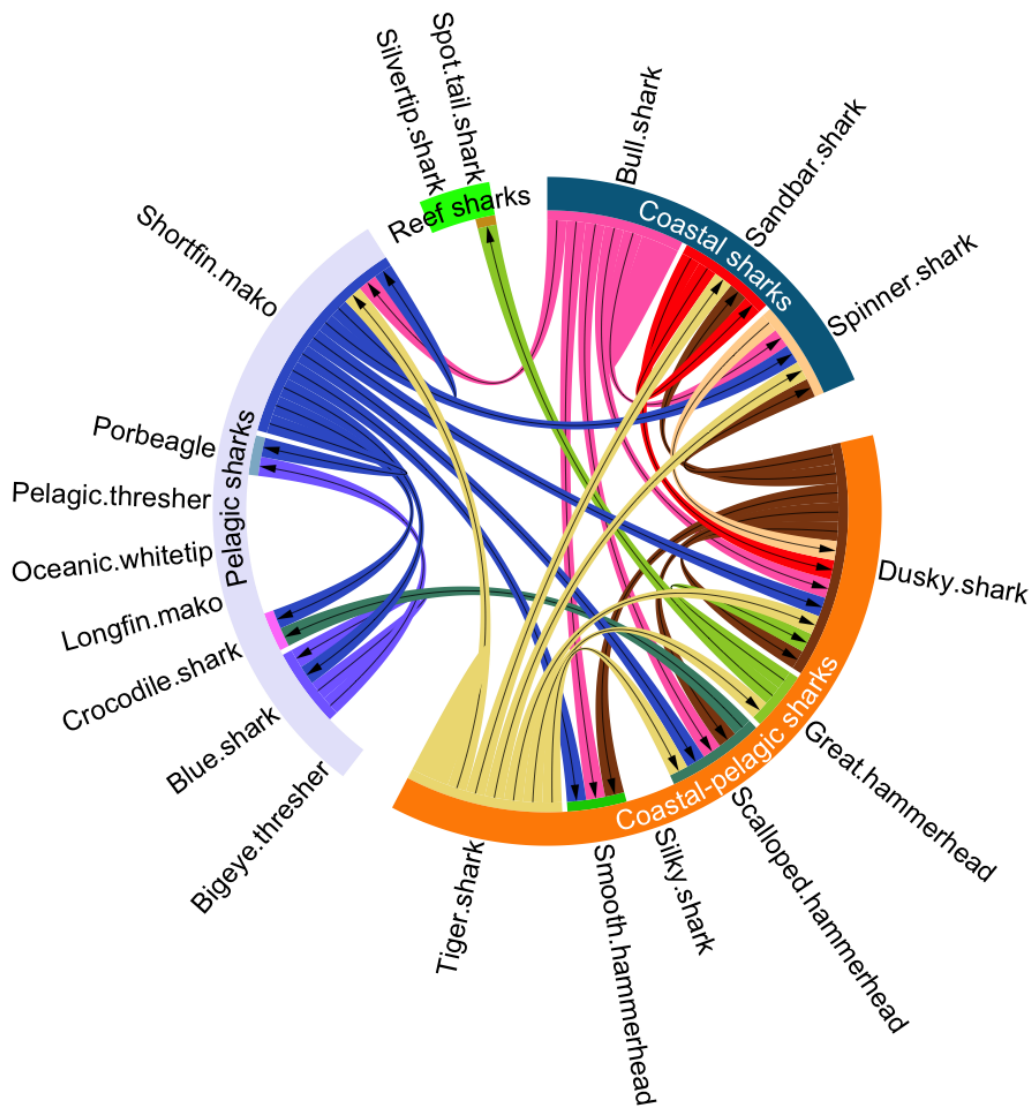 Silvertip.shark
Spot.tail.shark
Reef sharks
Bull.shark
Coastal sharks
Sandbar.shark
Spinner.shark
Dusky.shark
Coastal-pelagic sharks
Great.hammerhead
Scalloped.hammerhead
Silky.shark
Smooth.hammerhead
Tiger.shark
Bigeye.thresher
Blue.shark
Crocodile.shark
Longfin.mako
Oceanic.whitetip
Pelagic.thresher
Porbeagle
Pelagic sharks
Shortfin.mako